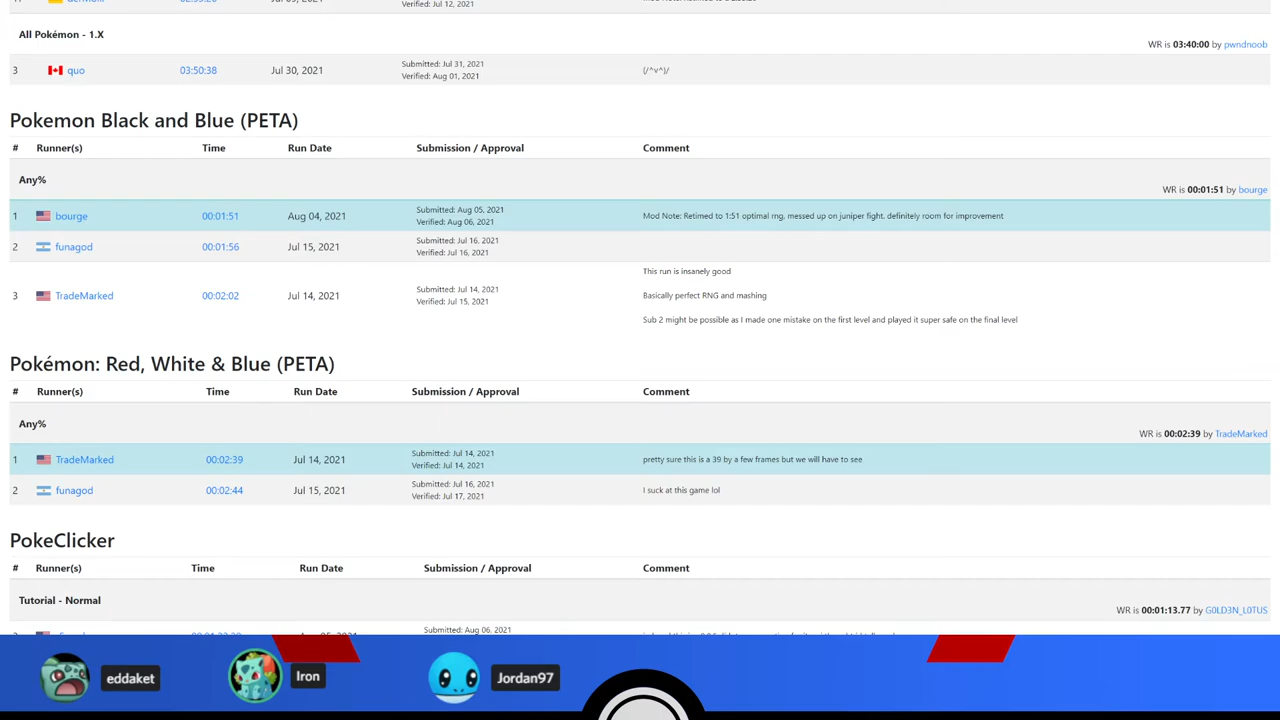 Verified: Jul 12, 2021
All Pokémon - 1.X
WR is 03:40:00 by pwndnoob
3 quo 03:50:38 Jul 30, 2021 Submitted: Jul 31, 2021 (/^v^)/
Verified: Aug 01, 2021
Pokemon Black and Blue (PETA)
# Runner(s) Time Run Date Submission / Approval Comment
Any%
WR is 00:01:51 by bourge
1 bourge 00:01:51 Aug 04, 2021 Submitted: Aug 05, 2021 Mod Note: Retimed to 1:51 optimal rng, messed up on juniper fight. definitely room for improvement
Verified: Aug 06, 2021
2 funagod 00:01:56 Jul 15, 2021 Submitted: Jul 16, 2021
Verified: Jul 16, 2021
This run is insanely good
3 TradeMarked 00:02:02 Jul 14, 2021 Submitted: Jul 14, 2021 Basically perfect RNG and mashing
Verified: Jul 15, 2021
Sub 2 might be possible as I made one mistake on the first level and played it super safe on the final level
Pokémon: Red, White & Blue (PETA)
# Runner(s) Time Run Date Submission / Approval Comment
Any%
WR is 00:02:39 by TradeMarked
1 TradeMarked 00:02:39 Jul 14, 2021 Submitted: Jul 14, 2021 pretty sure this is a 39 by a few frames but we will have to see
Verified: Jul 14, 2021
2 funagod 00:02:44 Jul 15, 2021 Submitted: Jul 16, 2021 I suck at this game lol
Verified: Jul 17, 2021
PokeClicker
# Runner(s) Time Run Date Submission / Approval Comment
Tutorial - Normal
WR is 00:01:13.77 by G0LD3N_L0TUS
Submitted: Aug 06, 2021
eddaket Iron Jordan97